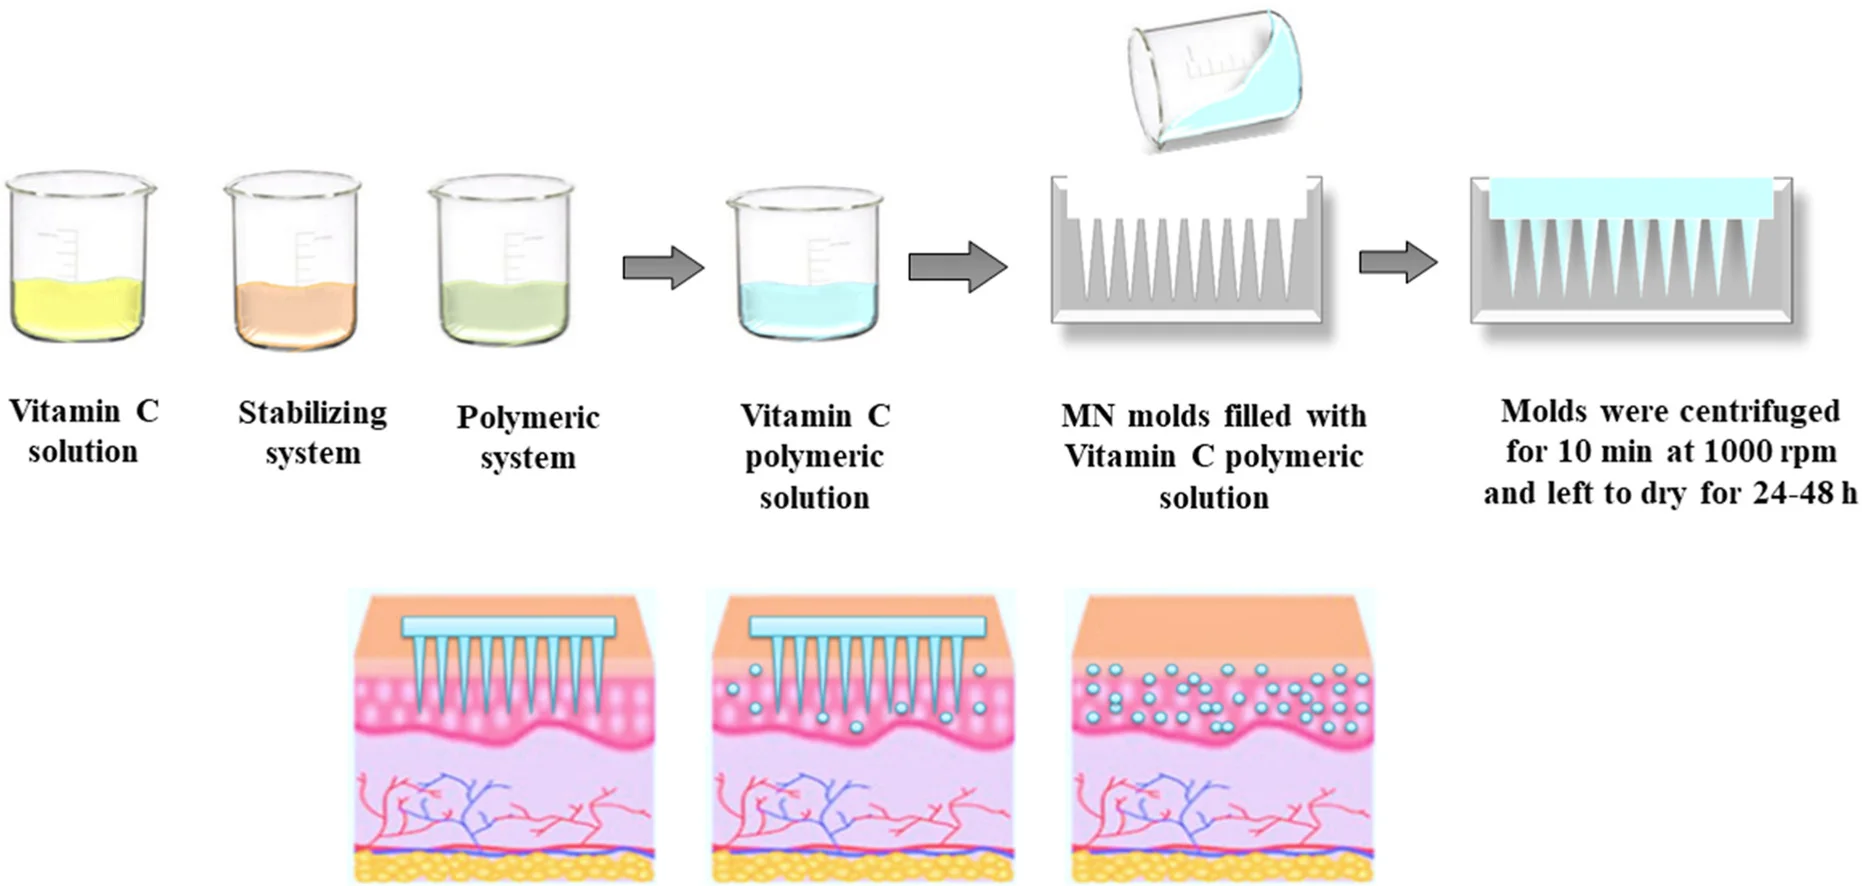 Vitamin C
solution
Stabilizing
system
Polymeric
system
Vitamin C
polymeric
solution
MN molds filled with
Vitamin C polymeric
solution
Molds were centrifuged
for 10 min at 1000 rpm
and left to dry for 24-48 h